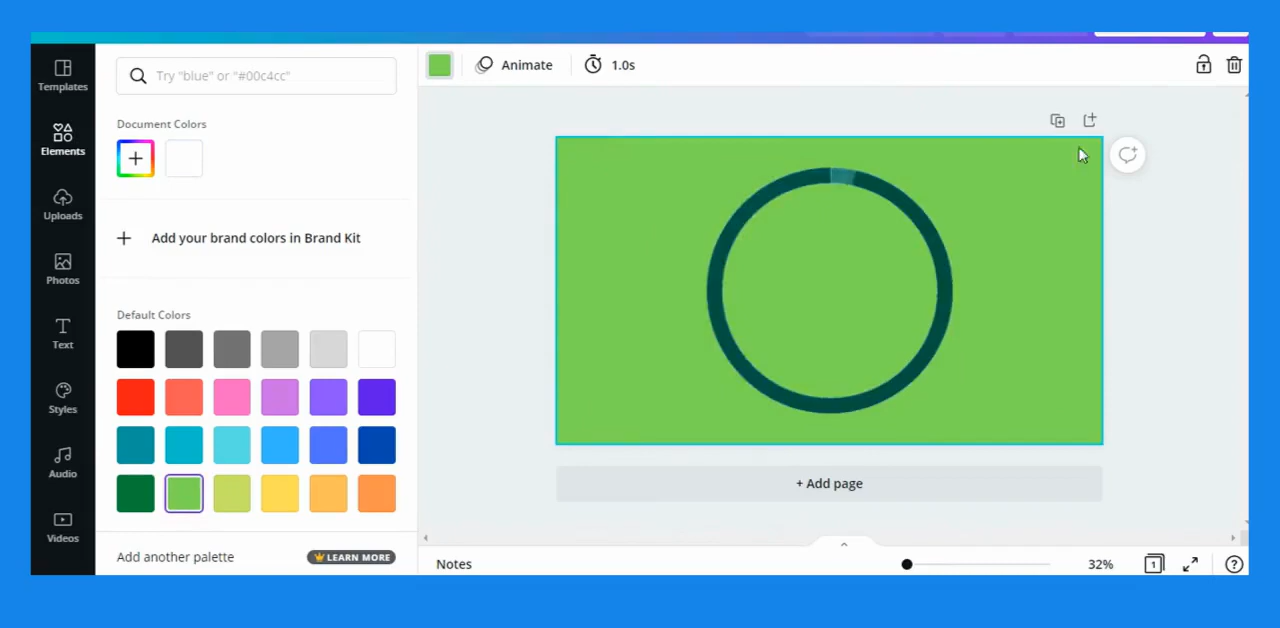 Templates
Elements
Uploads
Photos
Text
Styles
Audio
Videos
Try "blue" or "#00c4cc"
Document Colors
Add your brand colors in Brand Kit
Default Colors
Add another palette
LEARN MORE
Animate
1.0s
+ Add page
Notes
32%
1
?